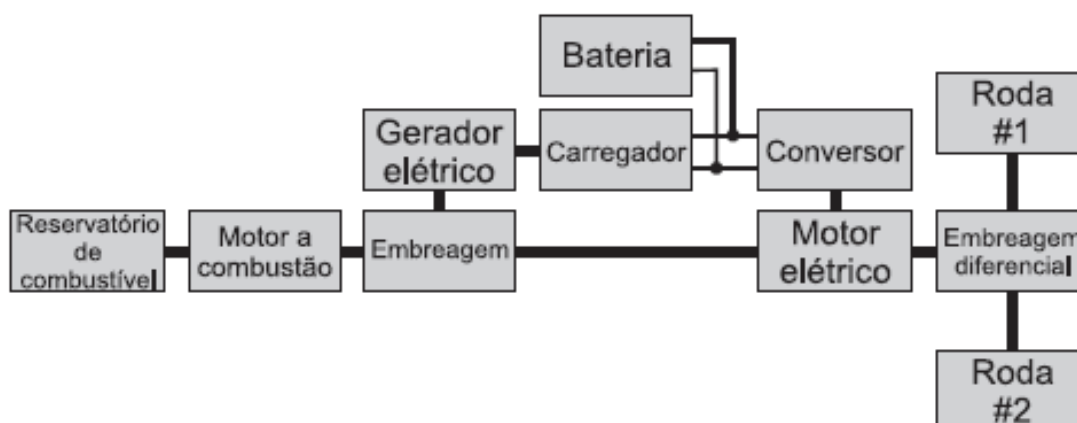 Bateria
Roda
#1
Gerador
elétrico
Carregador
Conversor
Reservatório
de
combustível
Motor a
combustão
Embreagem
Motor
elétrico
Embreagem
diferencial
Roda
#2